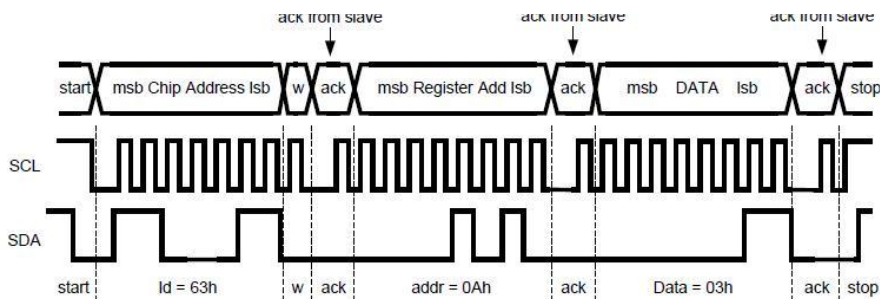 ack from slave ack from slave ack from slave
start msb Chip Address lsb w ack msb Register Add lsb ack msb DATA lsb ack stop
SCL
SDA
start Id = 63h w ack addr = 0Ah ack Data = 03h ack stop